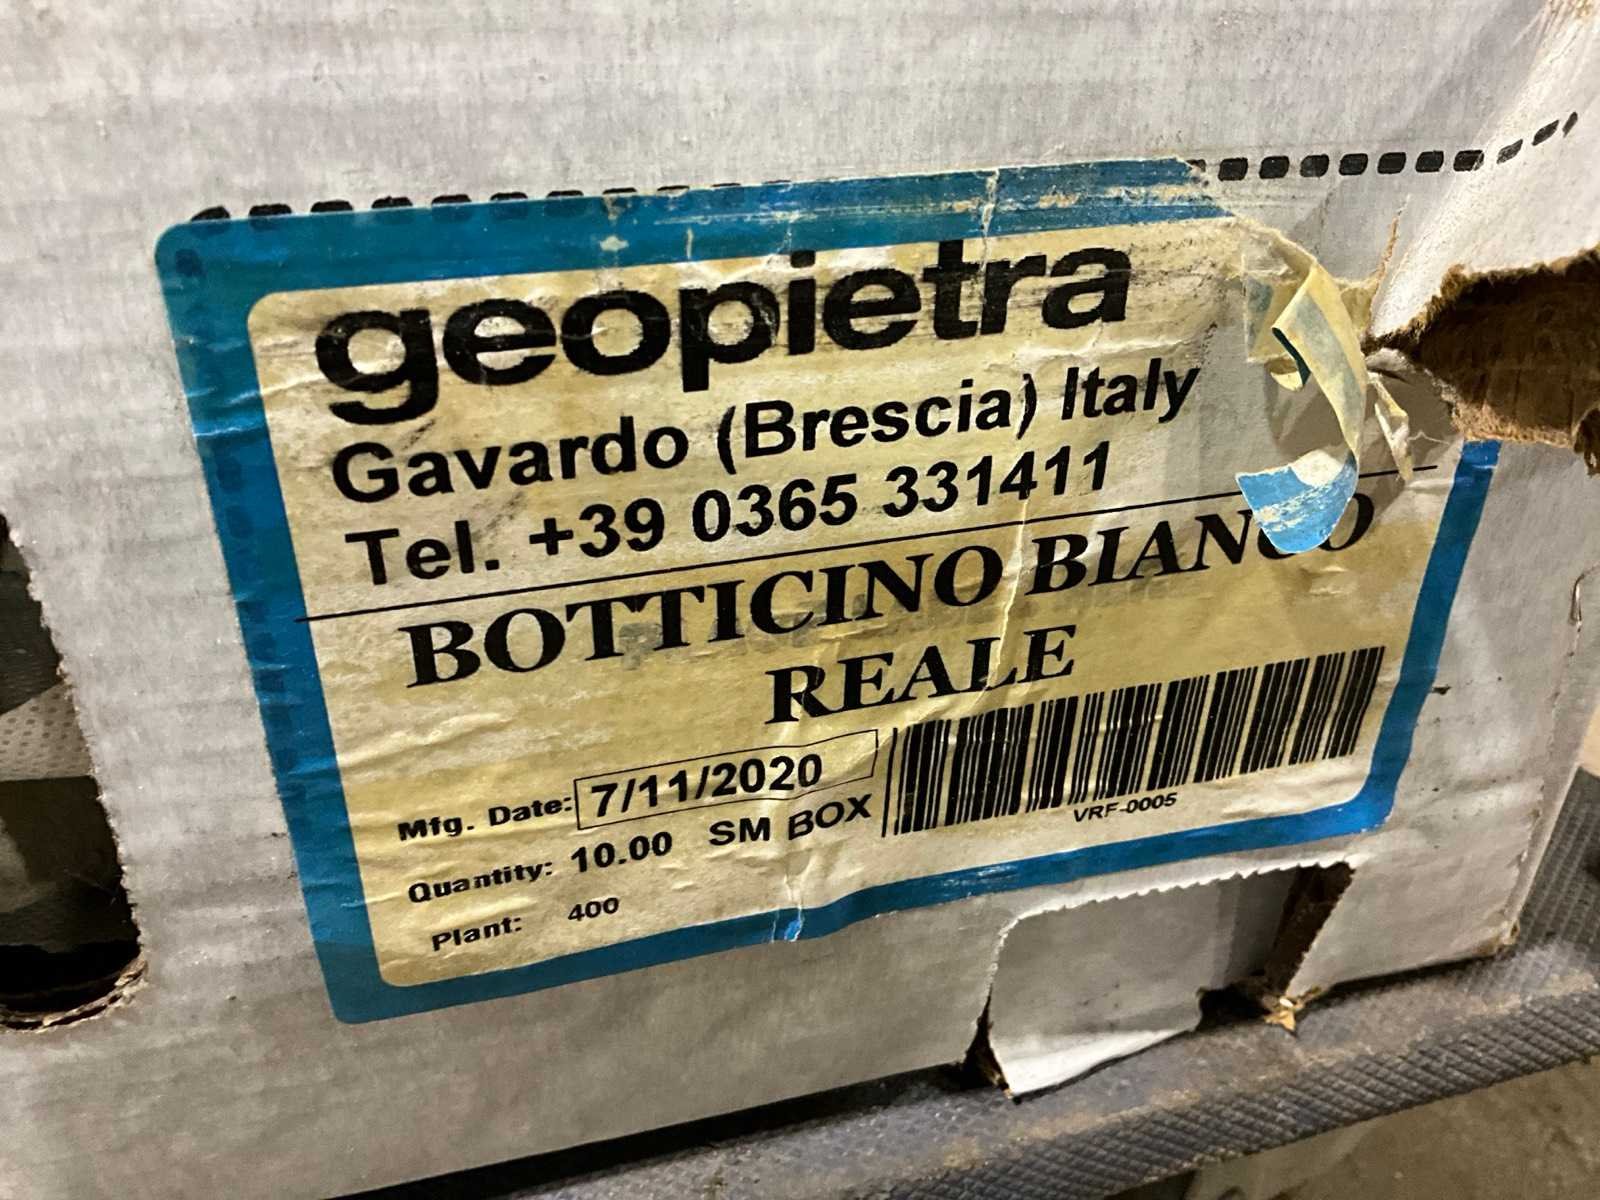 geopietra
Gavardo (Brescia) Italy
Tel. +39 0365 331411
BOTTICINO BIANCO
REALE
Mfg. Date: 7/11/2020
Quantity: 10.00 SM BOX
Plant: 400
VRF-0005